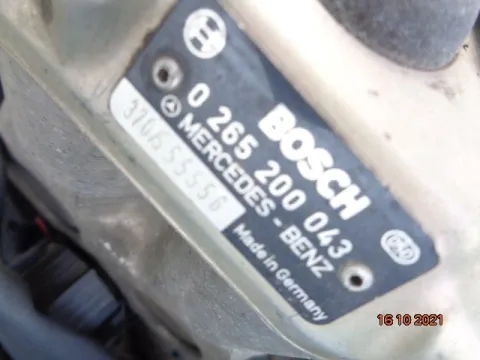 BOSCH
0 265 200 043
MERCEDES-BENZ
Made in Germany
16 10 2021